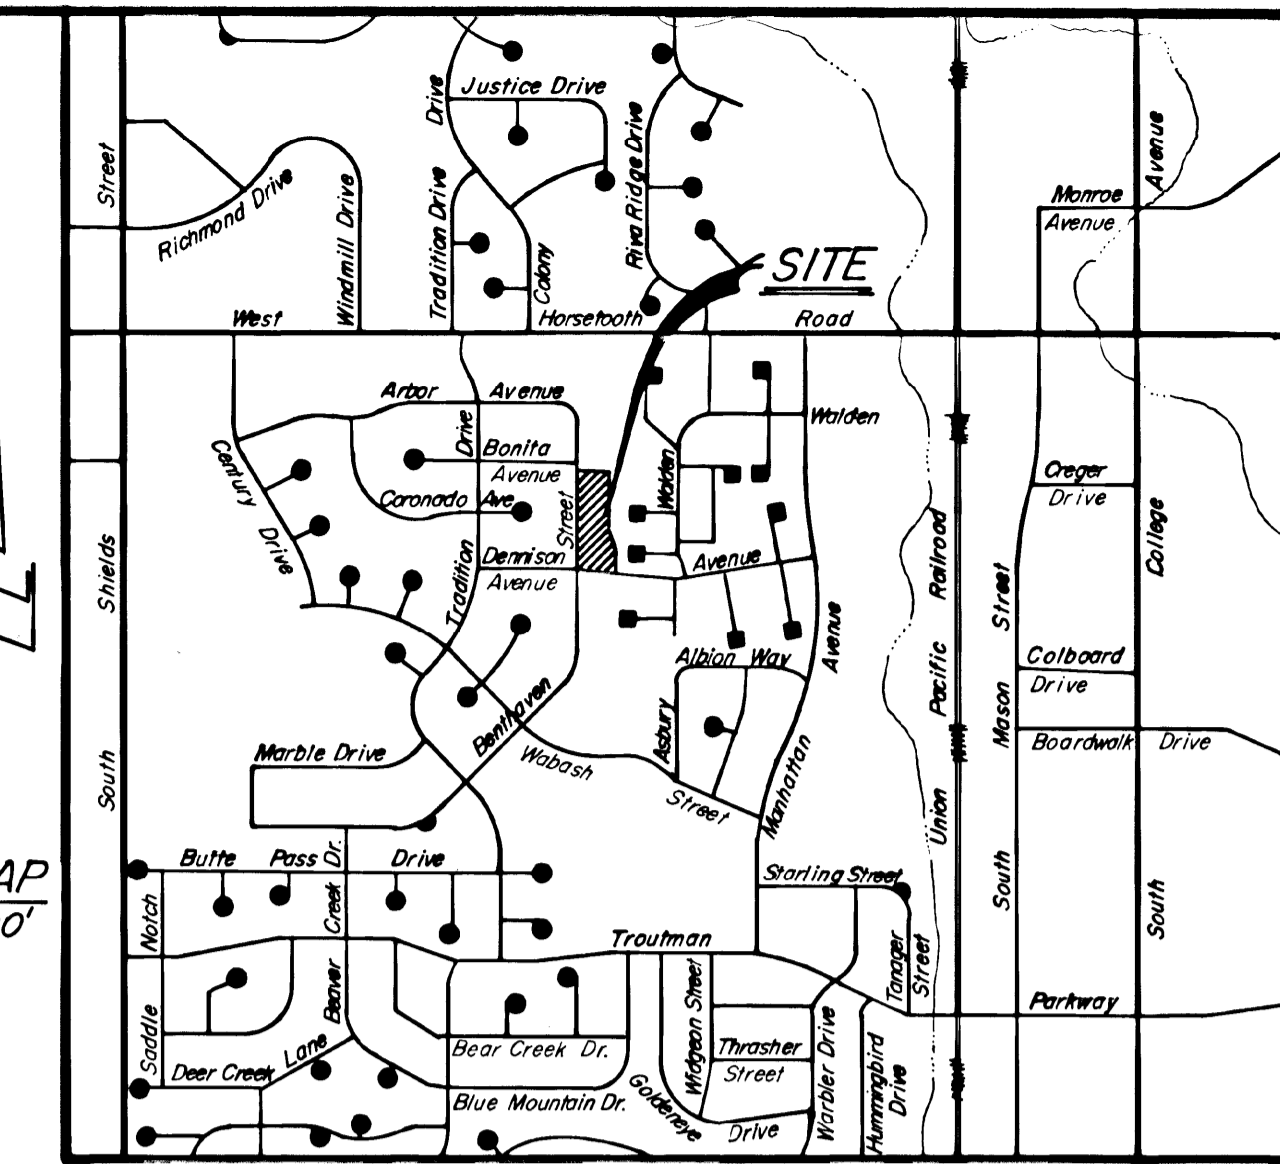 Justice Drive
Drive
Avenue
Street
Riva Ridge Drive
Monroe
Avenue
Richmond Drive
Windmill Drive
Tradition Drive
Colony
SITE
West
Horsetooth
Road
Arbor Avenue
Drive
Walden
Bonita
Avenue
Century Drive
Walden
Creger
Drive
Coronado Ave
Street
College
Railroad
Dennison
Avenue
Avenue
Shields
Tradition
Street
Avenue
Albion Way
Colboard
Drive
Pacific
Benthaven
Asbury
Mason
Boardwalk Drive
Marble Drive
Wabash
Street
Manhattan
South
Union
AP
0'
Butte Pass Drive
Dr.
Starling Street
Creek
Notch
South
South
Troutman
Tanager
Street
Beaver
Widgeon Street
Parkway
Saddle
Lane
Deer Creek
Bear Creek Dr.
Thrasher
Street
Warbler Drive
Hummingbird
Drive
Blue Mountain Dr.
Goldeneye
Drive